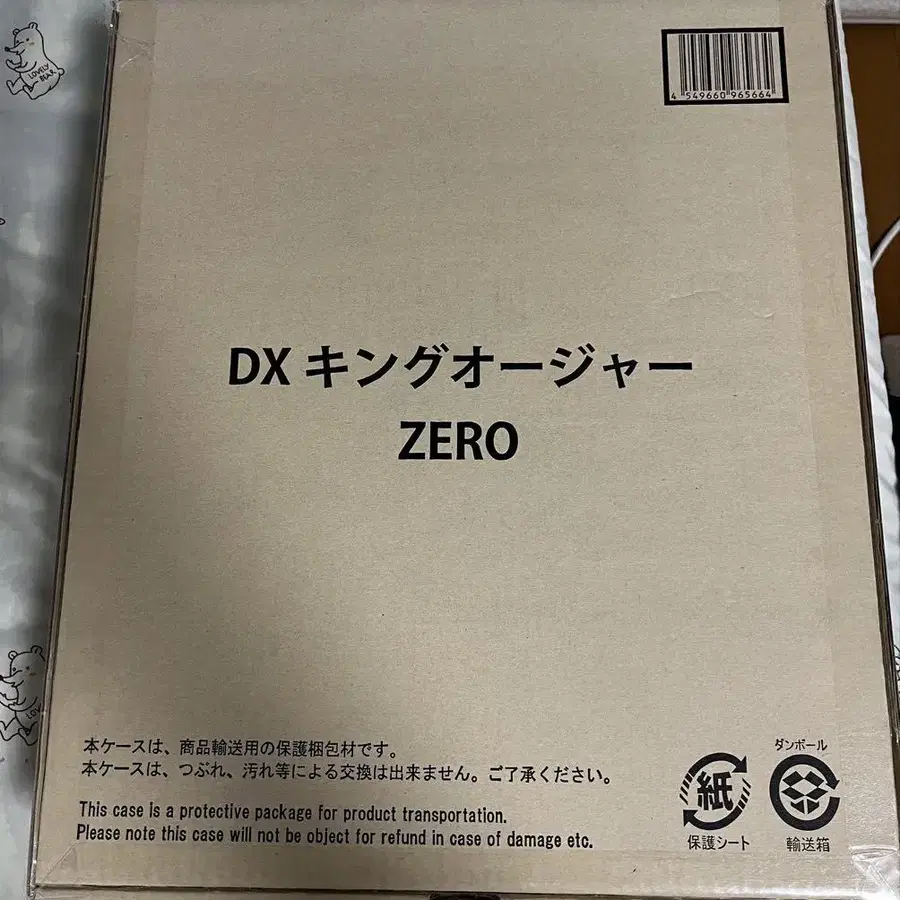 LOVELY
BEAR
4 549660 965664
DX キングオージャー
ZERO
本ケースは、商品輸送用の保護梱包材です。
本ケースは、つぶれ、汚れ等による交換は出来ません。ご了承ください。
This case is a protective package for product transportation.
Please note this case will not be object for refund in case of damage etc.
紙
保護シート
ダンボール
輸送箱